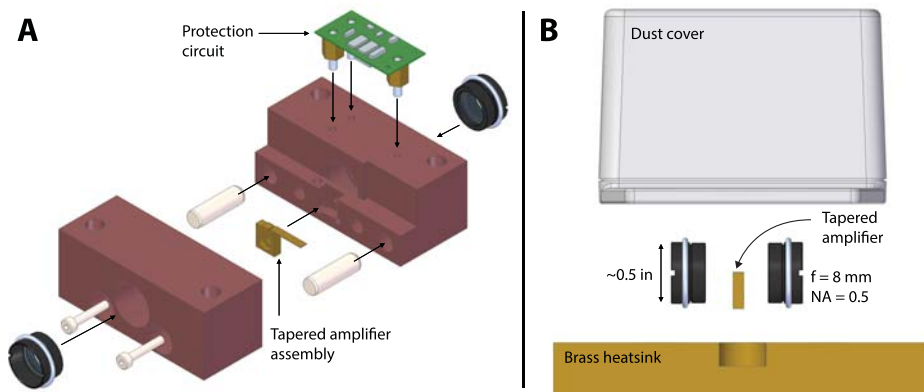 A
Protection
circuit
Tapered amplifier
assembly
B
Dust cover
Tapered
amplifier
~0.5 in
f = 8 mm
NA = 0.5
Brass heatsink